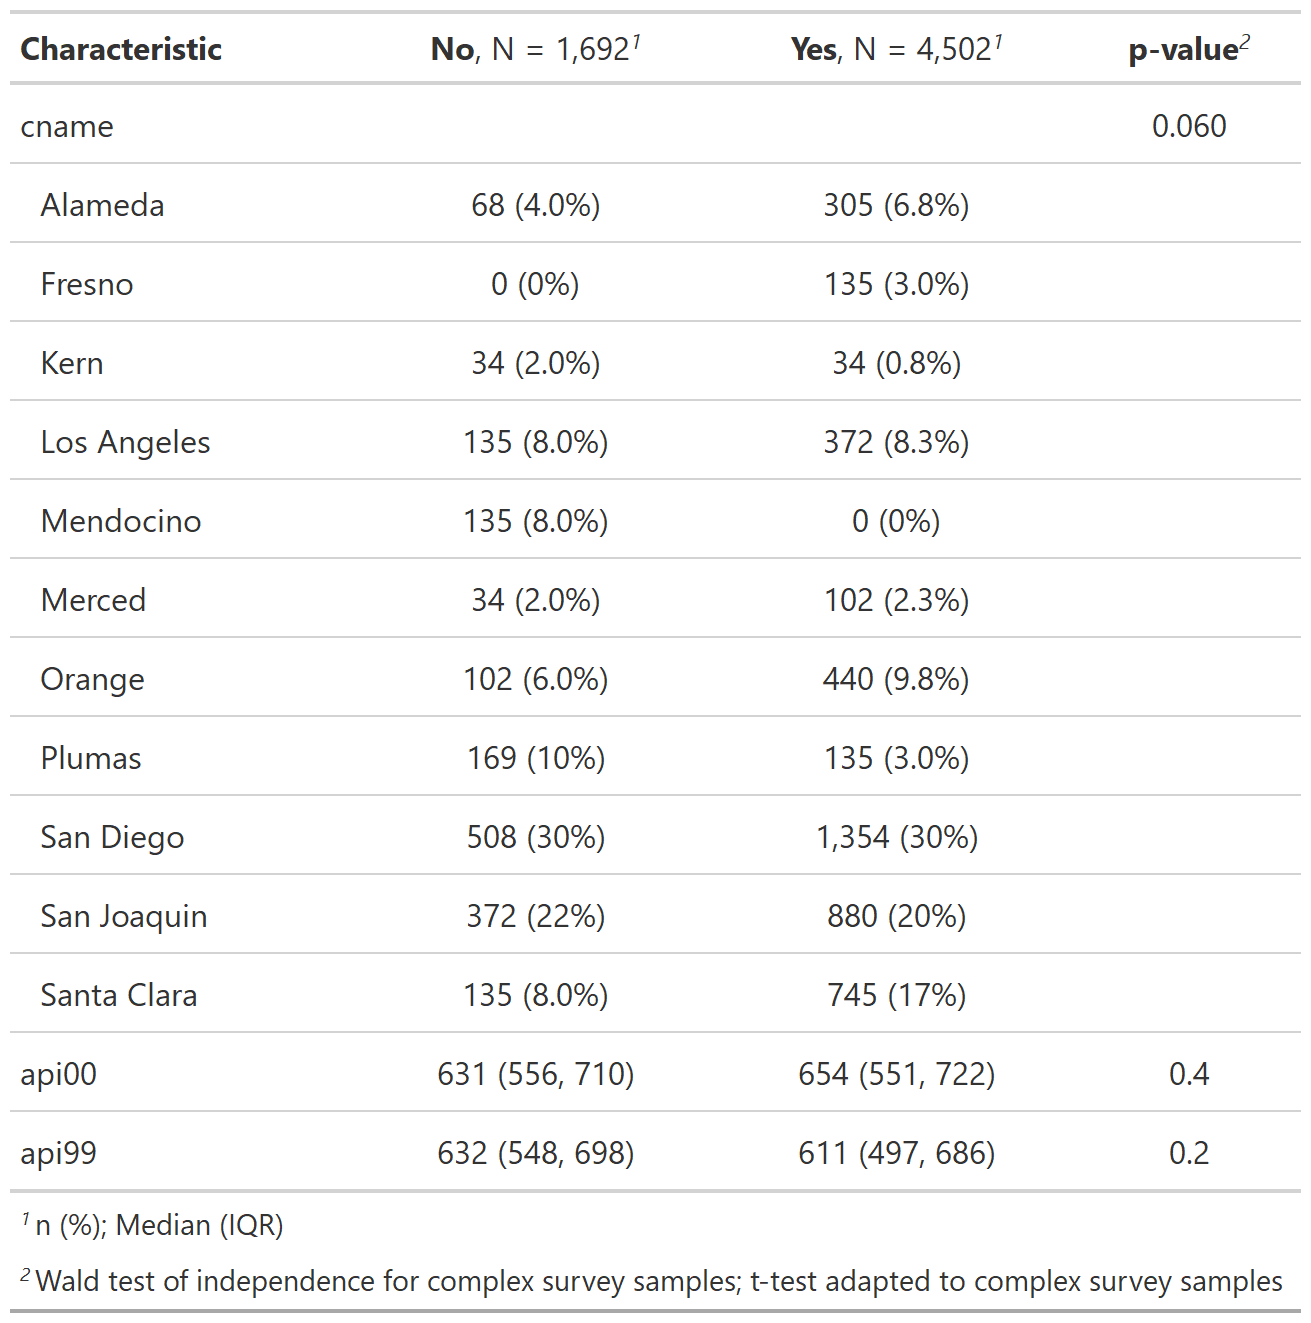 Characteristic No, N = 1,692¹ Yes, N = 4,502¹ p-value²
cname 0.060
Alameda 68 (4.0%) 305 (6.8%)
Fresno 0 (0%) 135 (3.0%)
Kern 34 (2.0%) 34 (0.8%)
Los Angeles 135 (8.0%) 372 (8.3%)
Mendocino 135 (8.0%) 0 (0%)
Merced 34 (2.0%) 102 (2.3%)
Orange 102 (6.0%) 440 (9.8%)
Plumas 169 (10%) 135 (3.0%)
San Diego 508 (30%) 1,354 (30%)
San Joaquin 372 (22%) 880 (20%)
Santa Clara 135 (8.0%) 745 (17%)
api00 631 (556, 710) 654 (551, 722) 0.4
api99 632 (548, 698) 611 (497, 686) 0.2
¹ n (%); Median (IQR)
² Wald test of independence for complex survey samples; t-test adapted to complex survey samples